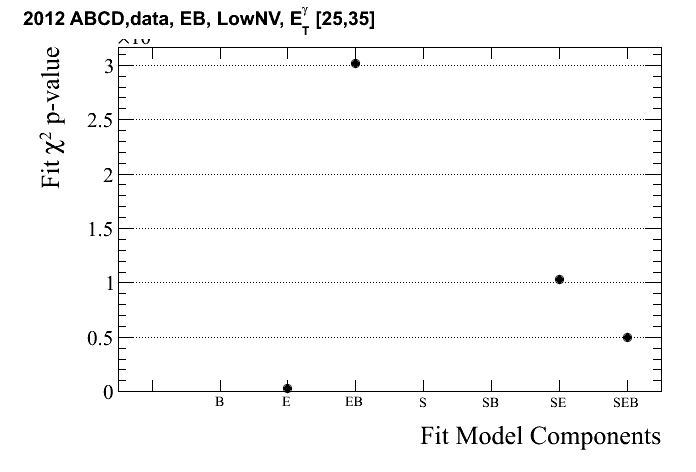 2012 ABCD,data, EB, LowNV, E_T^γ [25,35]
Fit χ² p-value
3
2.5
2
1.5
1
0.5
0
B E EB S SB SE SEB
Fit Model Components